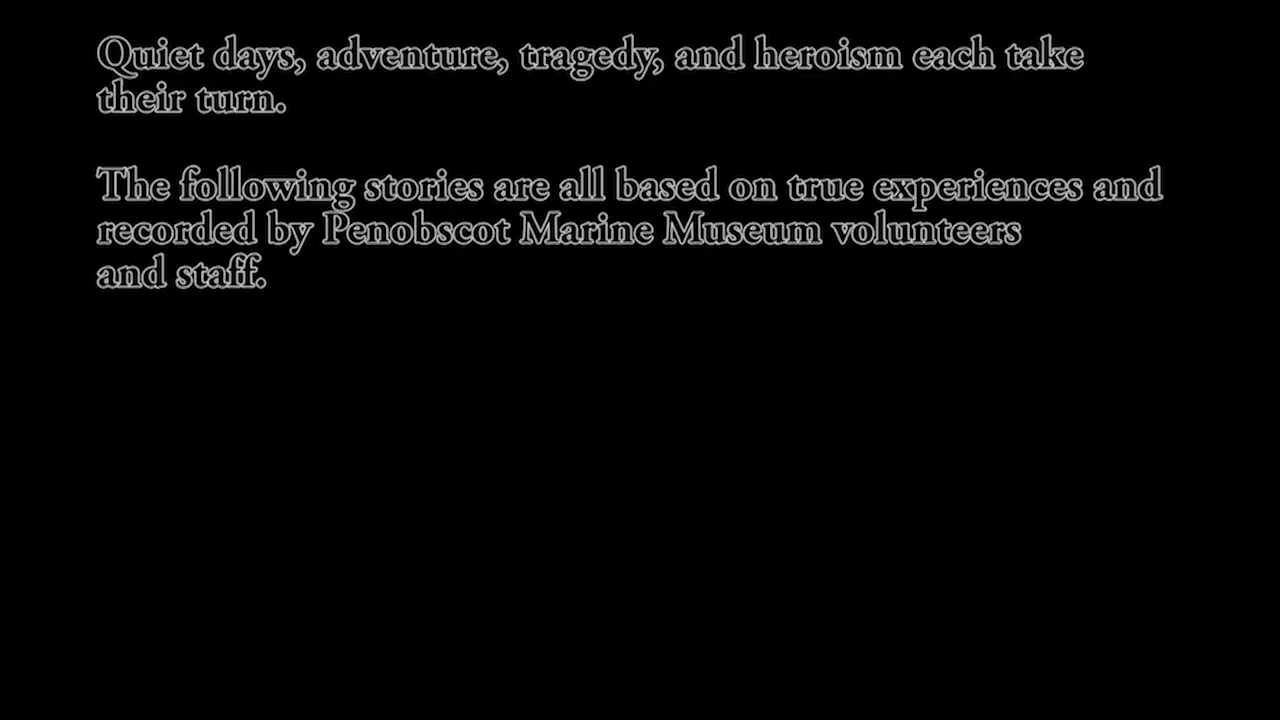 Quiet days, adventure, tragedy, and heroism each take
their turn.
The following stories are all based on true experiences and
recorded by Penobscot Marine Museum volunteers
and staff.